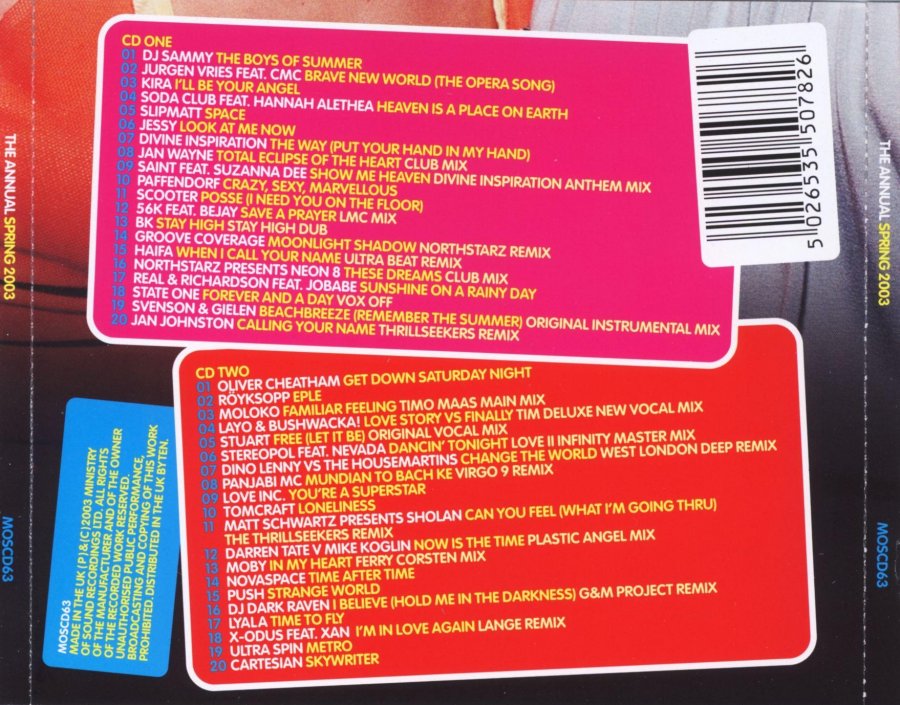 CD ONE
01 DJ SAMMY THE BOYS OF SUMMER
02 JURGEN VRIES FEAT. CMC BRAVE NEW WORLD (THE OPERA SONG)
03 KIRA I'LL BE YOUR ANGEL
04 SODA CLUB FEAT. HANNAH ALETHEA HEAVEN IS A PLACE ON EARTH
05 SLIPMATT SPACE
06 JESSY LOOK AT ME NOW
07 DIVINE INSPIRATION THE WAY (PUT YOUR HAND IN MY HAND)
08 JAN WAYNE TOTAL ECLIPSE OF THE HEART CLUB MIX
09 SAINT FEAT. SUZANNA DEE SHOW ME HEAVEN DIVINE INSPIRATION ANTHEM MIX
10 PAFFENDORF CRAZY, SEXY, MARVELLOUS
11 SCOOTER POSSE (I NEED YOU ON THE FLOOR)
12 56K FEAT. BEJAY SAVE A PRAYER LMC MIX
13 BK STAY HIGH STAY HIGH DUB
14 GROOVE COVERAGE MOONLIGHT SHADOW NORTHSTARZ REMIX
15 HAIFA WHEN I CALL YOUR NAME ULTRA BEAT REMIX
16 NORTHSTARZ PRESENTS NEON 8 THESE DREAMS CLUB MIX
17 REAL & RICHARDSON FEAT. JOBABE SUNSHINE ON A RAINY DAY
18 STATE ONE FOREVER AND A DAY VOX OFF
19 SVENSON & GIELEN BEACHBREEZE (REMEMBER THE SUMMER) ORIGINAL INSTRUMENTAL MIX
20 JAN JOHNSTON CALLING YOUR NAME THRILLSEEKERS REMIX
5 026535 507826
CD TWO
01 OLIVER CHEATHAM GET DOWN SATURDAY NIGHT
02 RÖYKSOPP EPLE
03 MOLOKO FAMILIAR FEELING TIMO MAAS MAIN MIX
04 LAYO & BUSHWACKA! LOVE STORY VS FINALLY TIM DELUXE NEW VOCAL MIX
05 STUART FREE (LET IT BE) ORIGINAL VOCAL MIX
06 STEREOPOL FEAT. NEVADA DANCIN' TONIGHT LOVE II INFINITY MASTER MIX
07 DINO LENNY VS THE HOUSEMARTINS CHANGE THE WORLD WEST LONDON DEEP REMIX
08 PANJABI MC MUNDIAN TO BACH KE VIRGO 9 REMIX
09 LOVE INC. YOU'RE A SUPERSTAR
10 TOMCRAFT LONELINESS
11 MATT SCHWARTZ PRESENTS SHOLAN CAN YOU FEEL (WHAT I'M GOING THRU)
THE THRILLSEEKERS REMIX
12 DARREN TATE V MIKE KOGLIN NOW IS THE TIME PLASTIC ANGEL MIX
13 MOBY IN MY HEART FERRY CORSTEN MIX
14 NOVASPACE TIME AFTER TIME
15 PUSH STRANGE WORLD
16 DJ DARK RAVEN I BELIEVE (HOLD ME IN THE DARKNESS) G&M PROJECT REMIX
17 LYALA TIME TO FLY
18 X-ODUS FEAT. XAN I'M IN LOVE AGAIN LANGE REMIX
19 ULTRA SPIN METRO
20 CARTESIAN SKYWRITER
MOSCD63
MADE IN THE UK (P)&(C)2003 MINISTRY
OF SOUND RECORDINGS LTD. ALL RIGHTS
OF THE MANUFACTURER AND OF THE OWNER
OF THE RECORDED WORK RESERVED.
UNAUTHORISED PUBLIC PERFORMANCE,
BROADCASTING AND COPYING OF THIS WORK
PROHIBITED. DISTRIBUTED IN THE UK BY TEN.
THE ANNUAL SPRING 2003
MOSCD63
THE ANNUAL SPRING 2003
MOSCD63